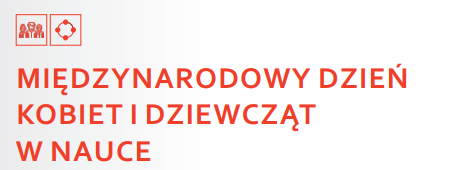 MIĘDZYNARODOWY DZIEŃ
KOBIET I DZIEWCZĄT
W NAUCE